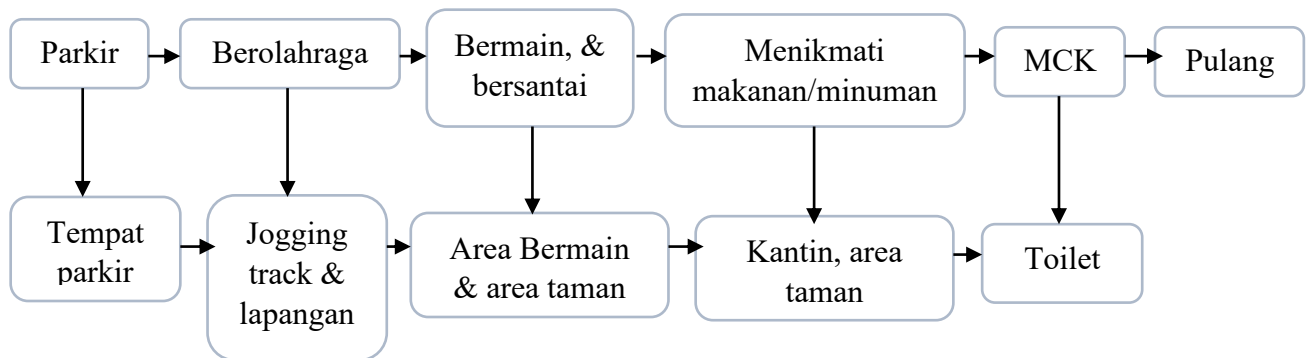 Parkir
Berolahraga
Bermain, &
bersantai
Menikmati
makanan/minuman
MCK
Pulang
Tempat
parkir
Jogging
track &
lapangan
Area Bermain
& area taman
Kantin, area
taman
Toilet